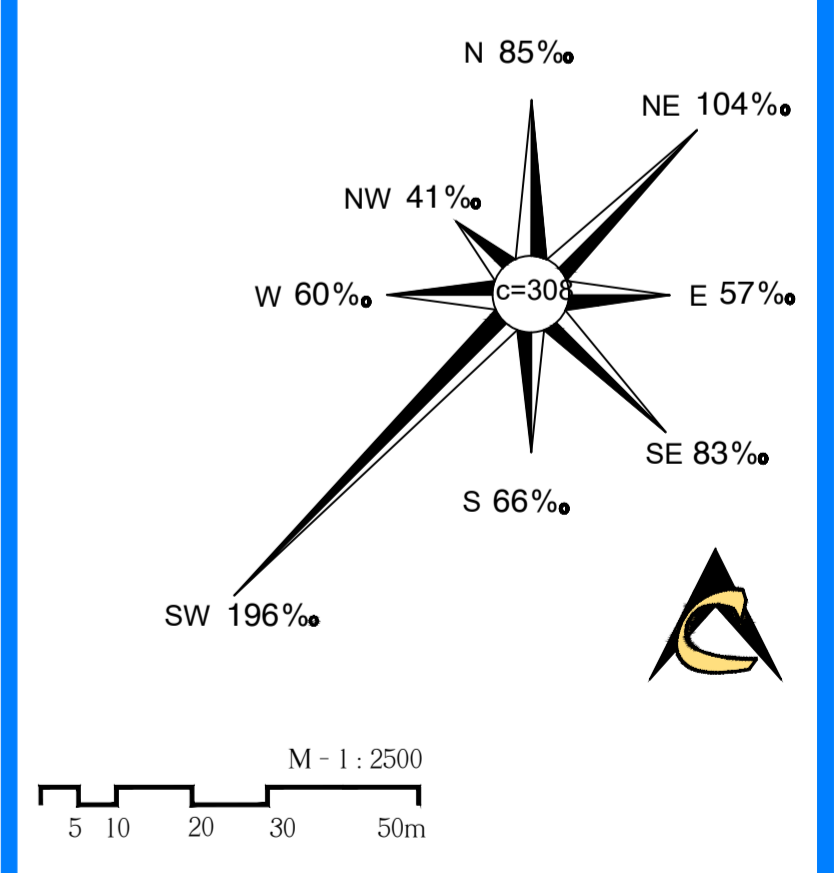 N 85‰
NE 104‰
NW 41‰
W 60‰
c=308
E 57‰
SE 83‰
S 66‰
SW 196‰
M - 1 : 2500
5 10 20 30 50m